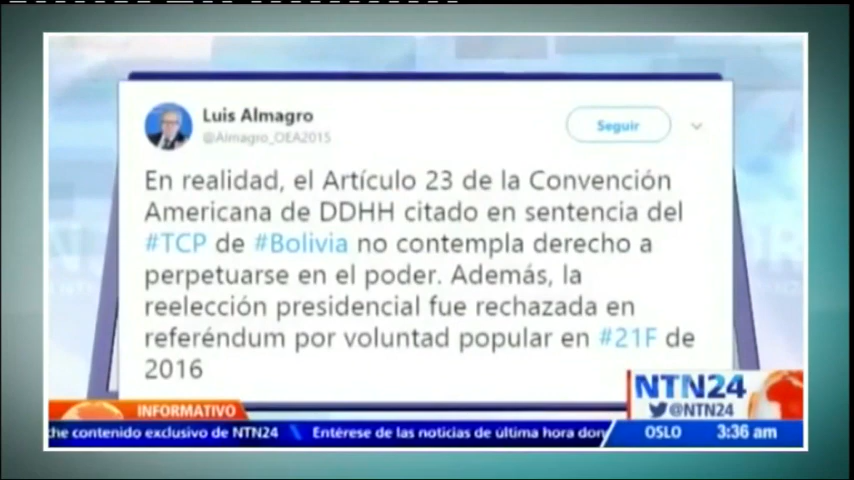 Luis Almagro
@Almagro_OEA2015
Seguir
En realidad, el Artículo 23 de la Convención
Americana de DDHH citado en sentencia del
#TCP de #Bolivia no contempla derecho a
perpetuarse en el poder. Además, la
reelección presidencial fue rechazada en
referéndum por voluntad popular en #21F de
2016
NTN24
@NTN24
INFORMATIVO
he contenido exclusivo de NTN24 \ Entérese de las noticias de última hora don
OSLO 3:36 am